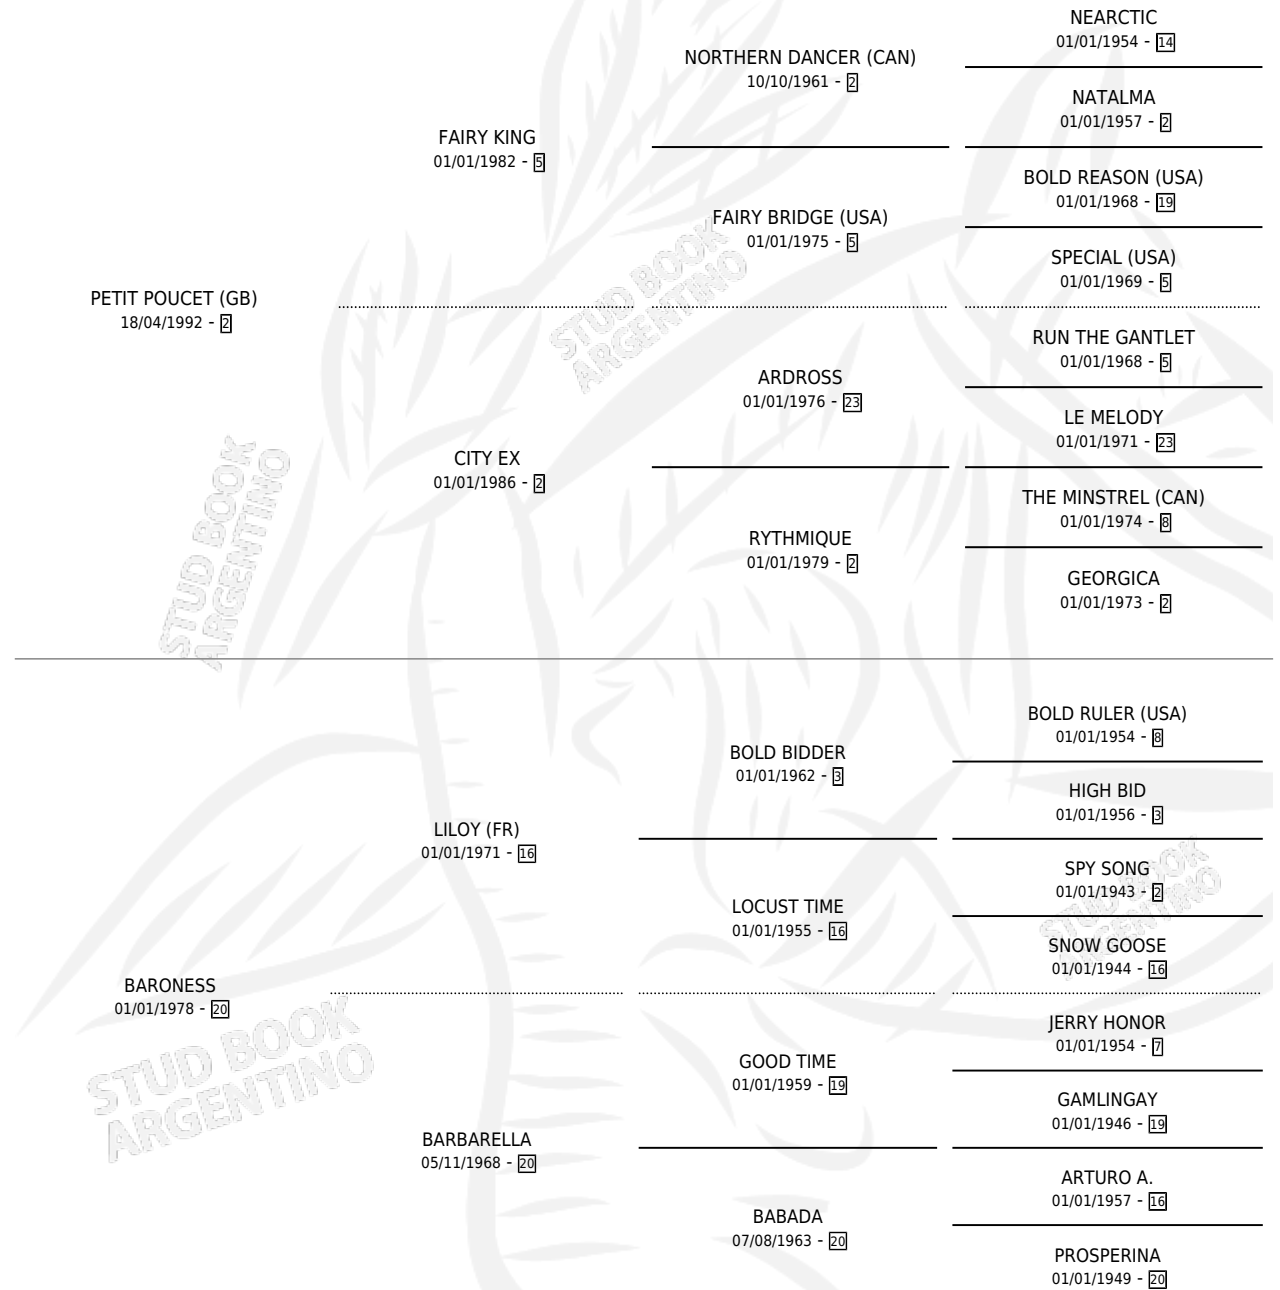 NEARCTIC
01/01/1954 - 14
NORTHERN DANCER (CAN)
10/10/1961 - 2
NATALMA
01/01/1957 - 2
FAIRY KING
01/01/1982 - 5
BOLD REASON (USA)
01/01/1968 - 19
FAIRY BRIDGE (USA)
01/01/1975 - 5
SPECIAL (USA)
01/01/1969 - 5
PETIT POUCET (GB)
18/04/1992 - 2
STUD BOOK
ARGENTINO
RUN THE GANTLET
01/01/1968 - 5
ARDROSS
01/01/1976 - 23
LE MELODY
01/01/1971 - 23
CITY EX
01/01/1986 - 2
THE MINSTREL (CAN)
01/01/1974 - 8
RYTHMIQUE
01/01/1979 - 2
GEORGICA
01/01/1973 - 2
STUD BOOK
ARGENTINO
BOLD RULER (USA)
01/01/1954 - 8
BOLD BIDDER
01/01/1962 - 3
HIGH BID
01/01/1956 - 3
LILOY (FR)
01/01/1971 - 16
SPY SONG
01/01/1943 - 2
LOCUST TIME
01/01/1955 - 16
SNOW GOOSE
01/01/1944 - 16
STUD BOOK
ARGENTINO
BARONESS
01/01/1978 - 20
STUD BOOK
ARGENTINO
JERRY HONOR
01/01/1954 - 7
GOOD TIME
01/01/1959 - 19
GAMLINGAY
01/01/1946 - 19
BARBARELLA
05/11/1968 - 20
ARTURO A.
01/01/1957 - 16
BABADA
07/08/1963 - 20
PROSPERINA
01/01/1949 - 20